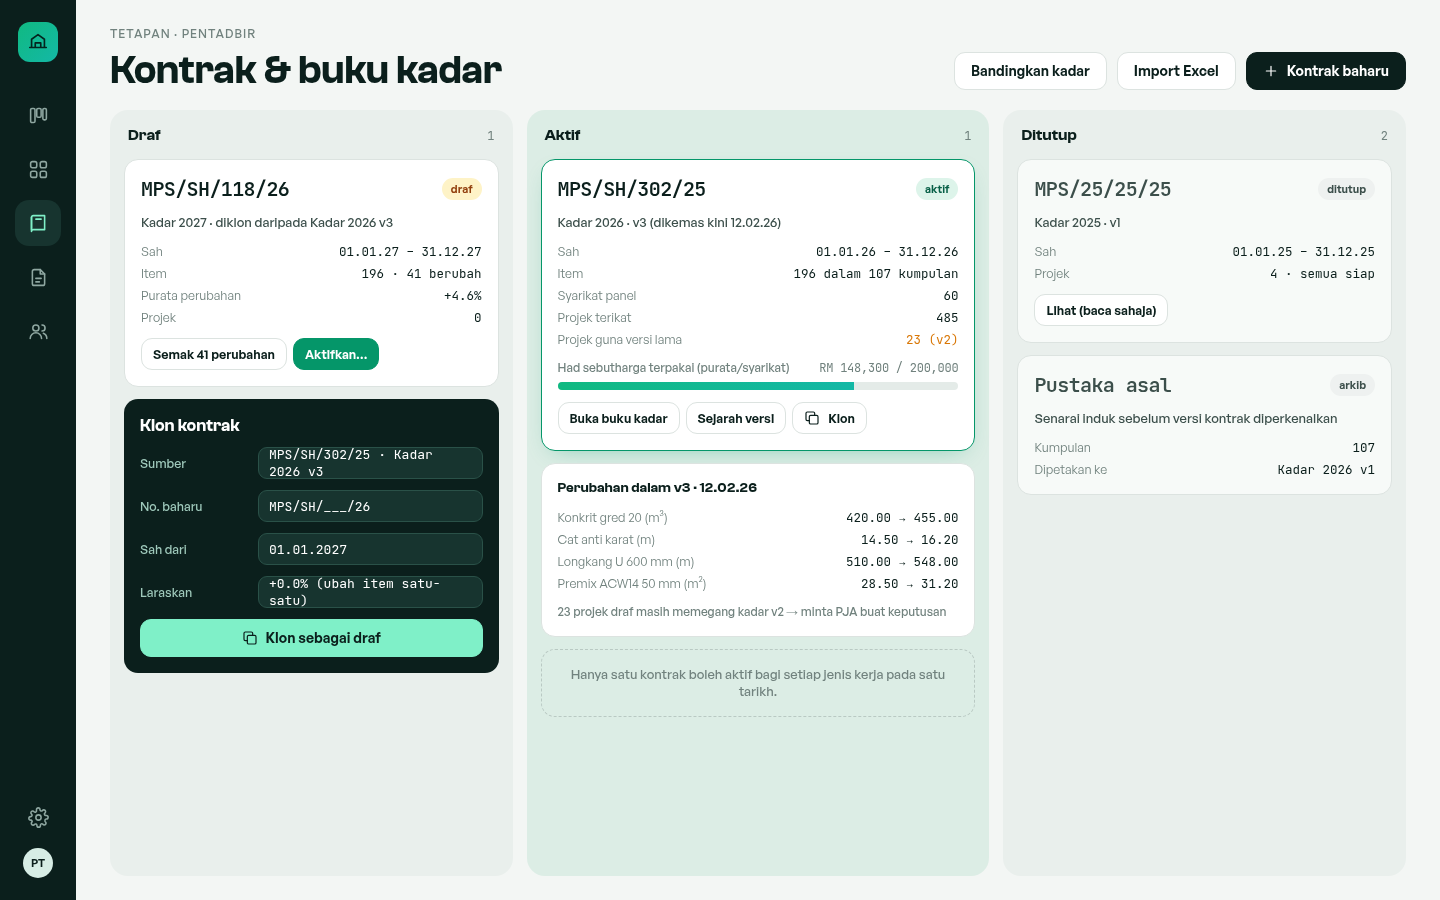 TETAPAN · PENTADBIR
Kontrak & buku kadar
Bandingkan kadar
Import Excel
+ Kontrak baharu
Draf 1
MPS/SH/118/26 draf
Kadar 2027 · diklon daripada Kadar 2026 v3
Sah 01.01.27 – 31.12.27
Item 196 · 41 berubah
Purata perubahan +4.6%
Projek 0
Semak 41 perubahan
Aktifkan...
Klon kontrak
Sumber MPS/SH/302/25 · Kadar
2026 v3
No. baharu MPS/SH/___/26
Sah dari 01.01.2027
Laraskan +0.0% (ubah item satu-
satu)
Klon sebagai draf
Aktif 1
MPS/SH/302/25 aktif
Kadar 2026 · v3 (dikemas kini 12.02.26)
Sah 01.01.26 – 31.12.26
Item 196 dalam 107 kumpulan
Syarikat panel 60
Projek terikat 485
Projek guna versi lama 23 (v2)
Had sebutharga terpakai (purata/syarikat) RM 148,300 / 200,000
Buka buku kadar
Sejarah versi
Klon
Perubahan dalam v3 · 12.02.26
Konkrit gred 20 (m³) 420.00 → 455.00
Cat anti karat (m) 14.50 → 16.20
Longkang U 600 mm (m) 510.00 → 548.00
Premix ACW14 50 mm (m²) 28.50 → 31.20
23 projek draf masih memegang kadar v2 → minta PJA buat keputusan
Hanya satu kontrak boleh aktif bagi setiap jenis kerja pada satu
tarikh.
Ditutup 2
MPS/25/25/25 ditutup
Kadar 2025 · v1
Sah 01.01.25 – 31.12.25
Projek 4 · semua siap
Lihat (baca sahaja)
Pustaka asal arkib
Senarai induk sebelum versi kontrak diperkenalkan
Kumpulan 107
Dipetakan ke Kadar 2026 v1
PT